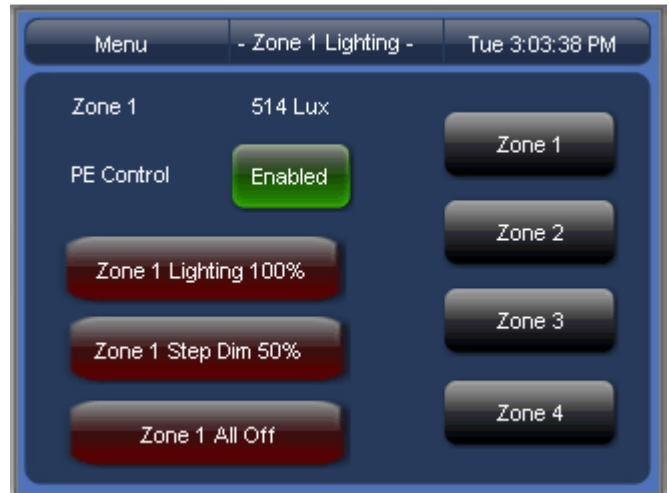 Menu
- Zone 1 Lighting -
Tue 3:03:38 PM
Zone 1
514 Lux
PE Control
Enabled
Zone 1 Lighting 100%
Zone 1 Step Dim 50%
Zone 1 All Off
Zone 1
Zone 2
Zone 3
Zone 4